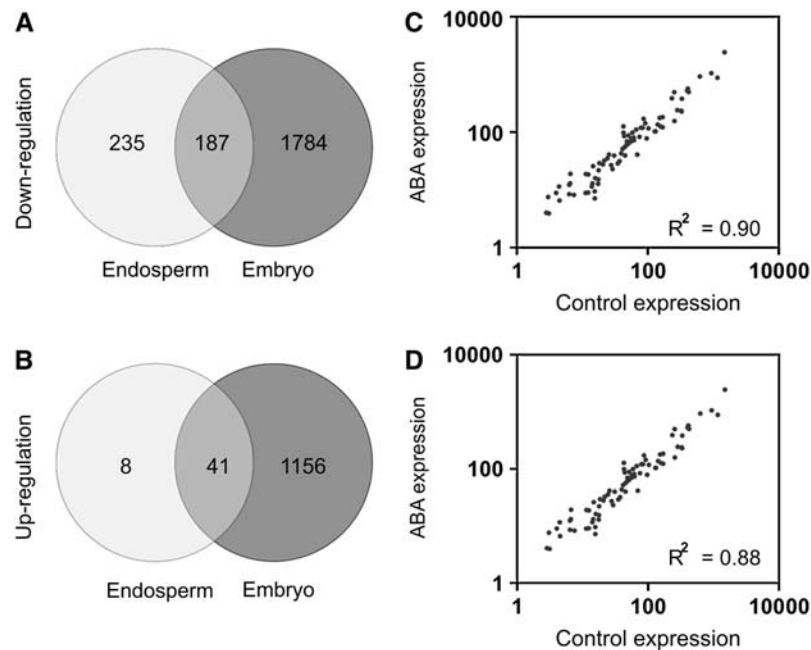 A
Down-regulation
235 187 1784
Endosperm Embryo
B
Up-regulation
8 41 1156
Endosperm Embryo
C
ABA expression
10000
100
1
R² = 0.90
1 100 10000
Control expression
D
ABA expression
10000
100
1
R² = 0.88
1 100 10000
Control expression